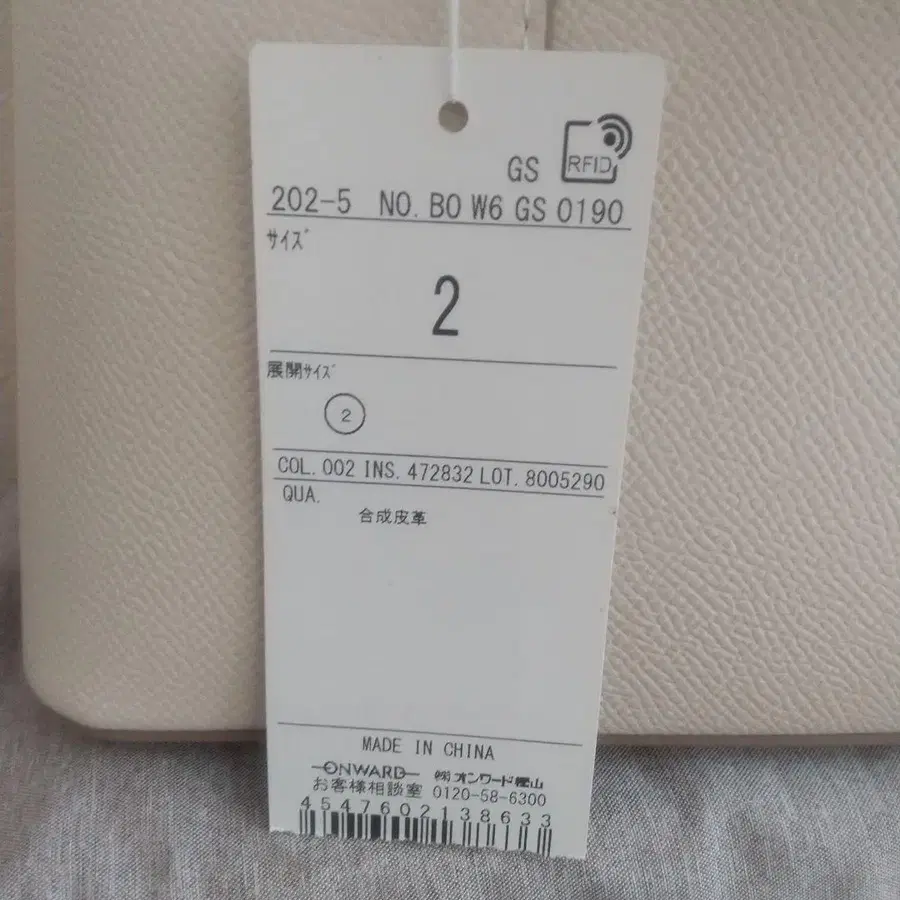 GS RFID
202-5 NO. BO W6 GS 0190
ｻｲｽﾞ
2
展開ｻｲｽﾞ
2
COL. 002 INS. 472832 LOT. 8005290
QUA.
合成皮革
MADE IN CHINA
ONWARD ㈱オンワード樫山
お客様相談室 0120-58-6300
4547602138633